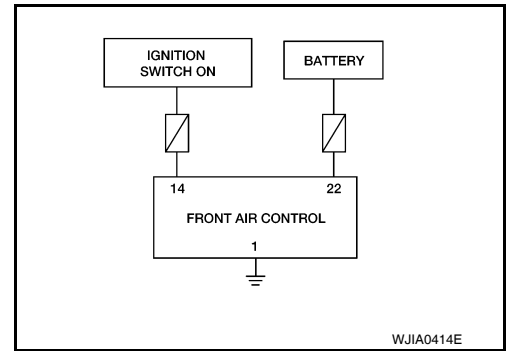 IGNITION
SWITCH ON
BATTERY
14
22
FRONT AIR CONTROL
1
WJIA0414E